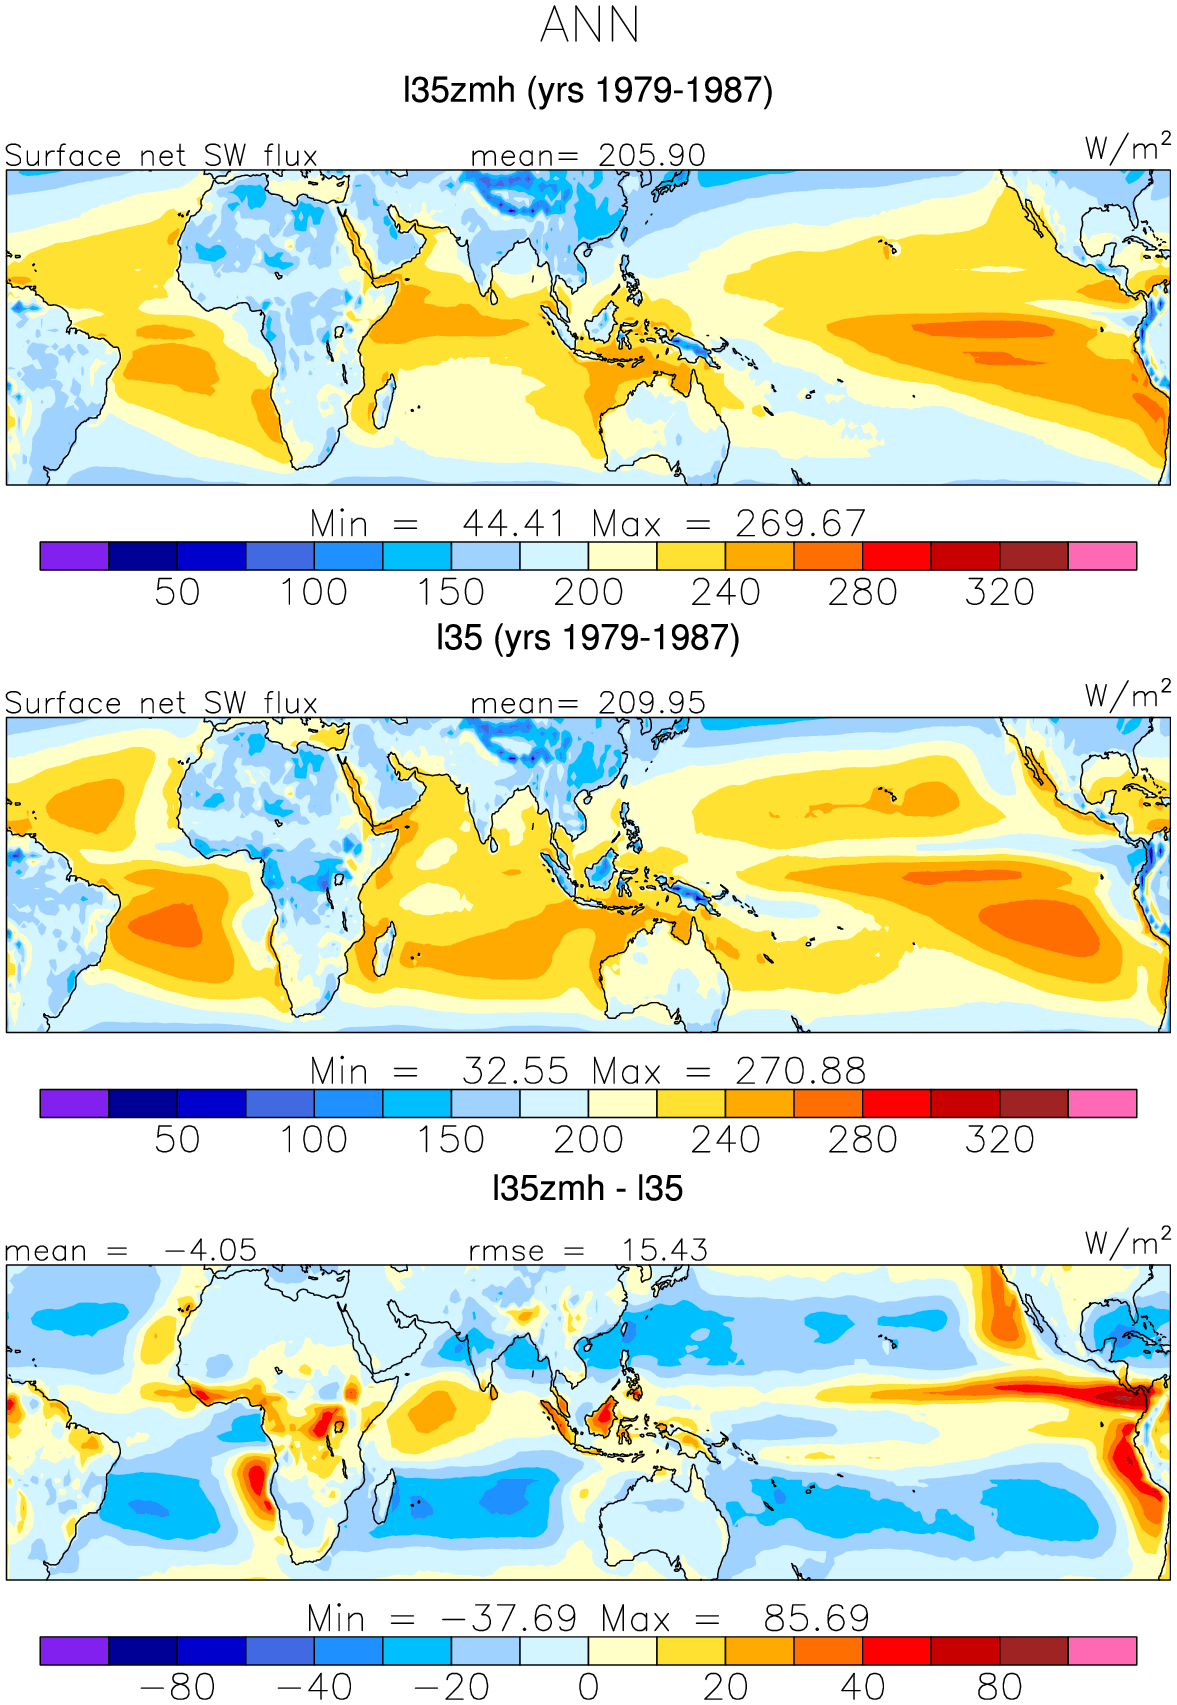 ANN
l35zmh (yrs 1979-1987)
Surface net SW flux mean= 205.90 W/m²
Min = 44.41 Max = 269.67
50 100 150 200 240 280 320
l35 (yrs 1979-1987)
Surface net SW flux mean= 209.95 W/m²
Min = 32.55 Max = 270.88
50 100 150 200 240 280 320
l35zmh - l35
mean = -4.05 rmse = 15.43 W/m²
Min = -37.69 Max = 85.69
-80 -40 -20 0 20 40 80